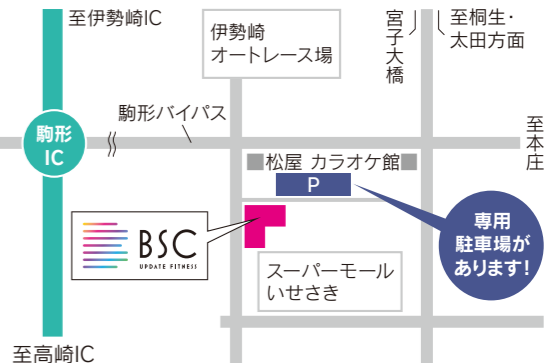 至伊勢崎IC
伊勢崎
オートレース場
宮子大橋
至桐生・
太田方面
駒形バイパス
至本庄
駒形
IC
松屋 カラオケ館
P
専用
駐車場が
あります!
BSC
UPDATE FITNESS
スーパーモール
いせさき
至高崎IC